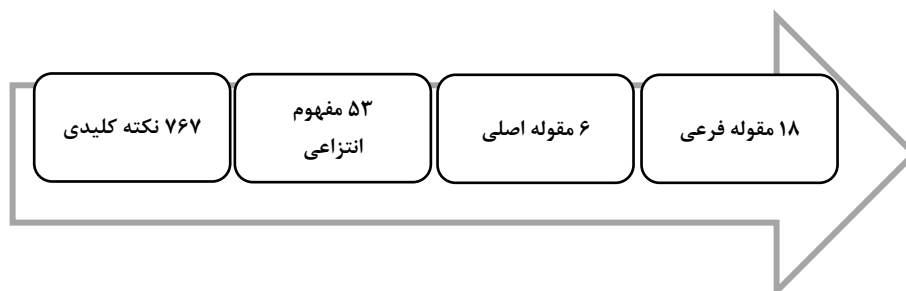 ۷۶۷ نکته کلیدی
۵۳ مفهوم
انتزاعی
۶ مقوله اصلی
۱۸ مقوله فرعی